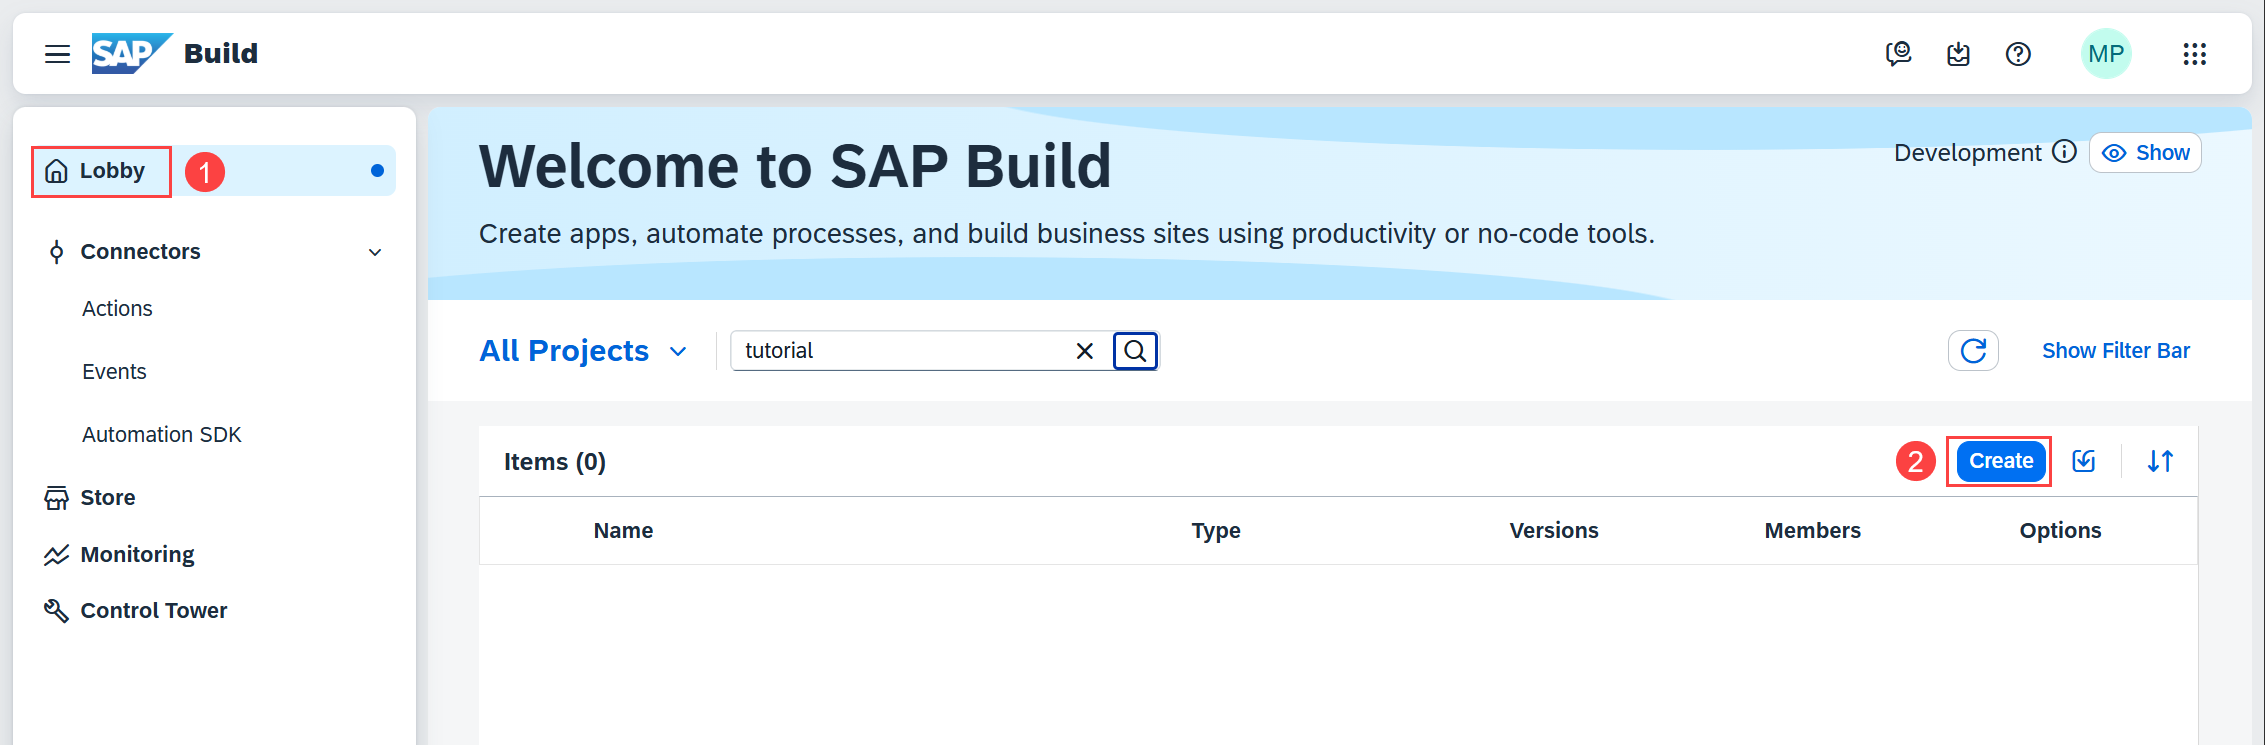 SAP Build
MP
Lobby 1
Connectors
Actions
Events
Automation SDK
Store
Monitoring
Control Tower
Welcome to SAP Build
Development Show
Create apps, automate processes, and build business sites using productivity or no-code tools.
All Projects tutorial Show Filter Bar
Items (0) 2 Create
Name Type Versions Members Options